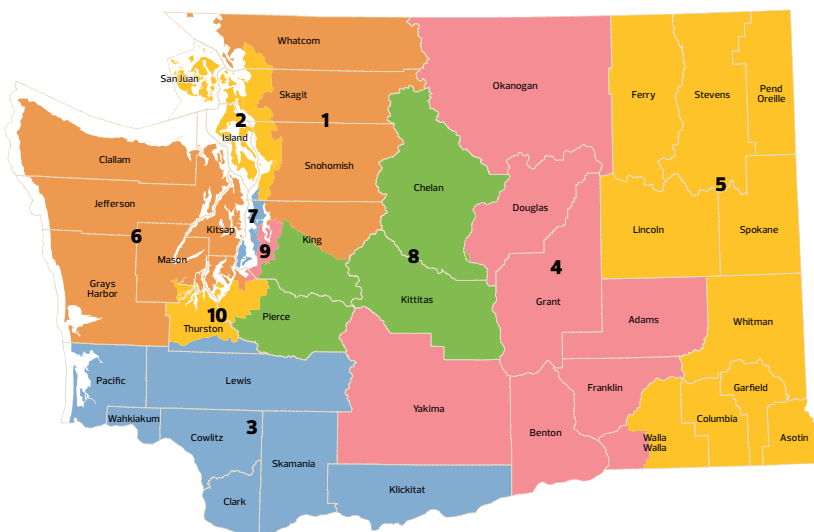 Whatcom
San Juan
Skagit
Okanogan
Ferry
Stevens
Pend
Oreille
2
1
Island
Clallam
Snohomish
Chelan
5
Jefferson
7
Douglas
Kitsap
Lincoln
Spokane
6
King
9
8
Mason
4
Grays
Harbor
Kittitas
Grant
10
Pierce
Adams
Whitman
Thurston
Pacific
Lewis
Franklin
Garfield
Yakima
Wahkiakum
Columbia
3
Cowlitz
Benton
Walla
Walla
Asotin
Skamania
Klickitat
Clark